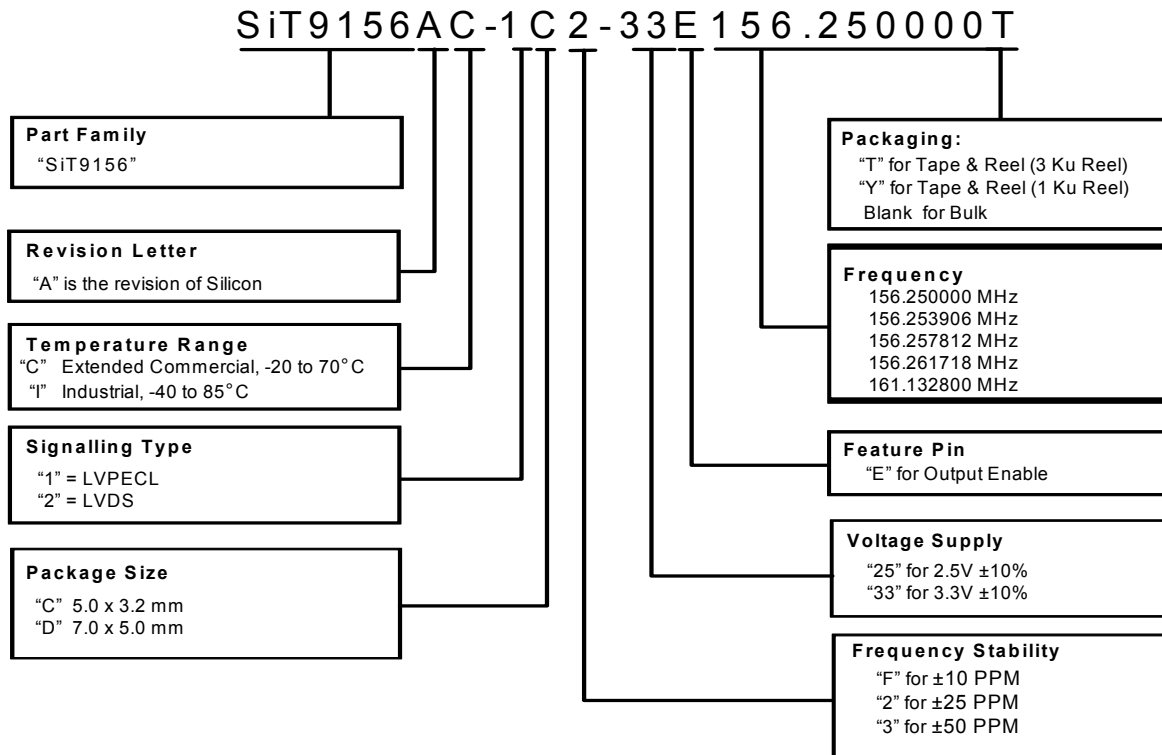 SiT9156AC-1C2-33E156.250000T
Part Family
“SiT9156”
Revision Letter
“A” is the revision of Silicon
Temperature Range
“C” Extended Commercial, -20 to 70°C
“I” Industrial, -40 to 85°C
Signalling Type
“1” = LVPECL
“2” = LVDS
Package Size
“C” 5.0 x 3.2 mm
“D” 7.0 x 5.0 mm
Packaging:
“T” for Tape & Reel (3 Ku Reel)
“Y” for Tape & Reel (1 Ku Reel)
Blank for Bulk
Frequency
156.250000 MHz
156.253906 MHz
156.257812 MHz
156.261718 MHz
161.132800 MHz
Feature Pin
“E” for Output Enable
Voltage Supply
“25” for 2.5V ±10%
“33” for 3.3V ±10%
Frequency Stability
“F” for ±10 PPM
“2” for ±25 PPM
“3” for ±50 PPM